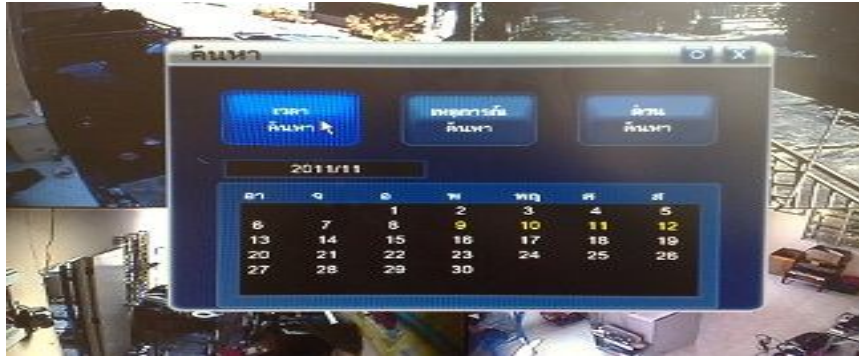 ค้นหา
เวลา เหตุการณ์ ด่วน
ค้นหา ค้นหา ค้นหา
2011/11
อา จ อ พ พฤ ศ ส
1 2 3 4 5
6 7 8 9 10 11 12
13 14 15 16 17 18 19
20 21 22 23 24 25 26
27 28 29 30